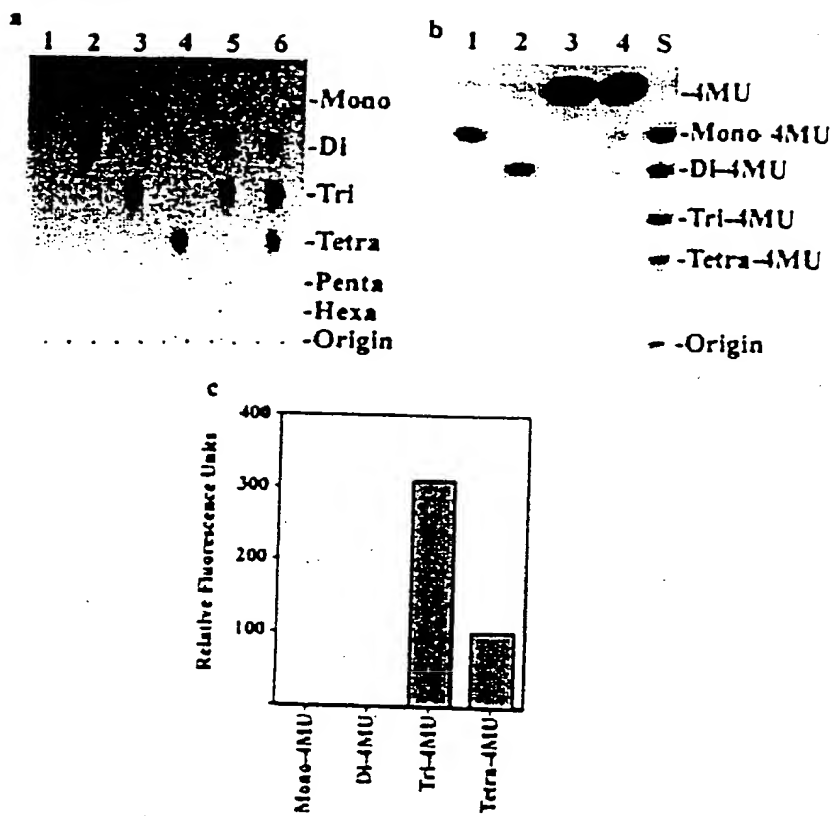 a
1 2 3 4 5 6
-Mono
-Di
-Tri
-Tetra
-Penta
-Hexa
-Origin
b
1 2 3 4 S
-4MU
-Mono 4MU
-Di-4MU
-Tri-4MU
-Tetra-4MU
-Origin
c
Relative Fluorescence Units
400
300
200
100
Mono-4MU
Di-4MU
Tri-4MU
Tetra-4MU